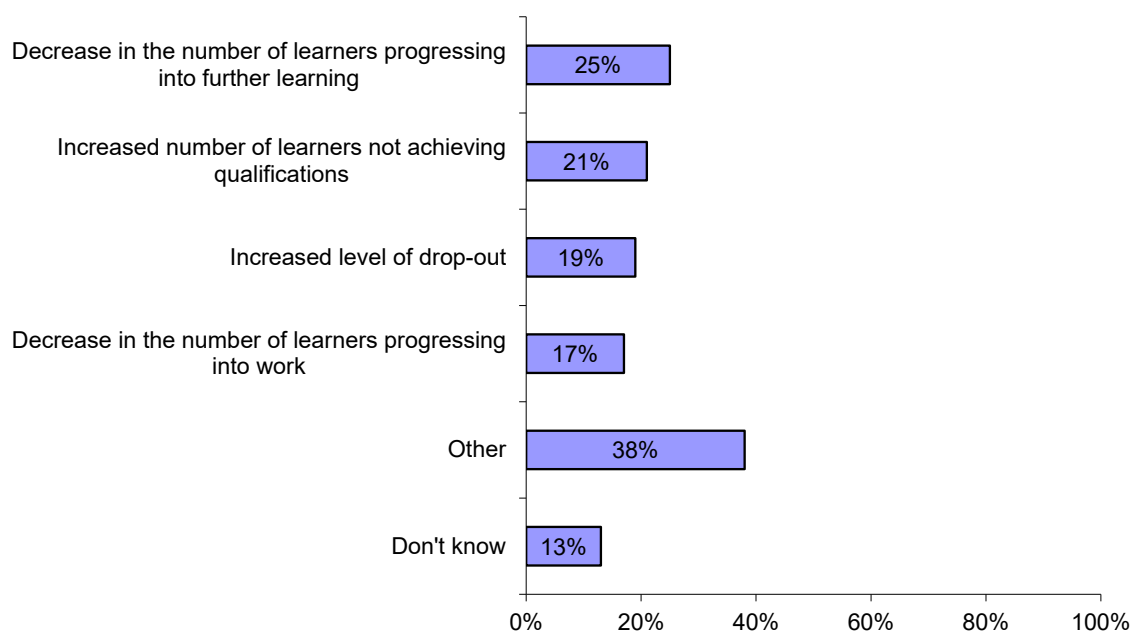 Decrease in the number of learners progressing
into further learning
25%
Increased number of learners not achieving
qualifications
21%
Increased level of drop-out
19%
Decrease in the number of learners progressing
into work
17%
Other
38%
Don't know
13%
0%
20%
40%
60%
80%
100%